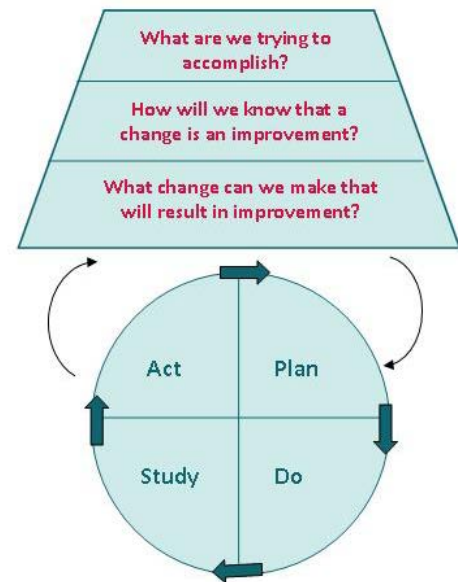 What are we trying to
accomplish?
How will we know that a
change is an improvement?
What change can we make that
will result in improvement?
Act
Plan
Study
Do